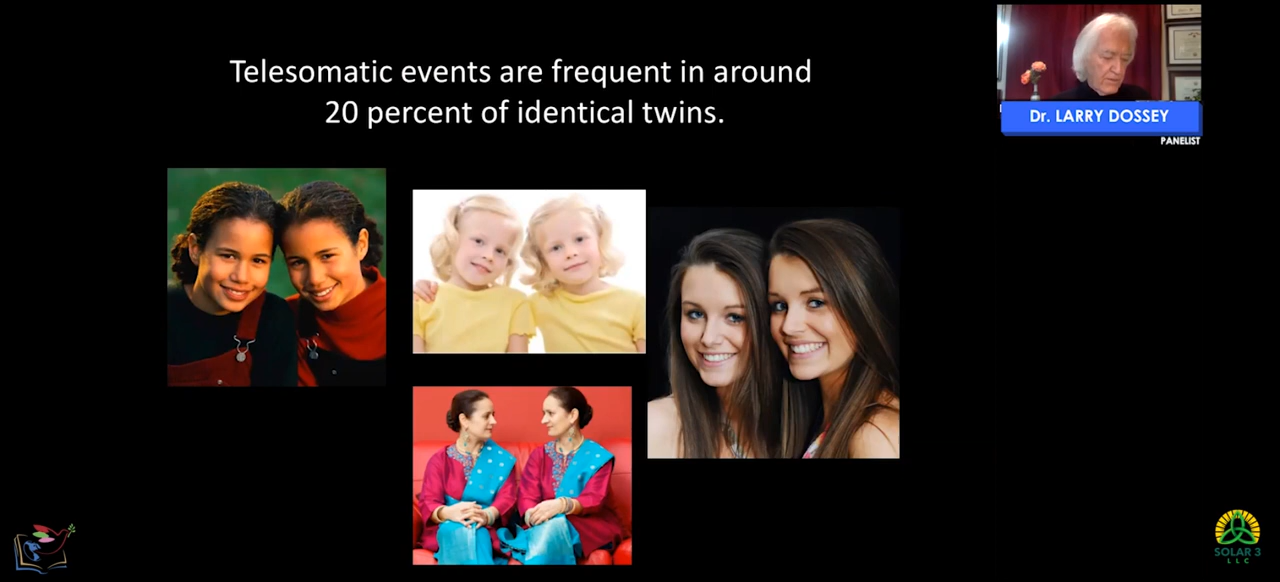 Telesomatic events are frequent in around
20 percent of identical twins.
Dr. LARRY DOSSEY
PANELIST
SOLAR 3
LLC